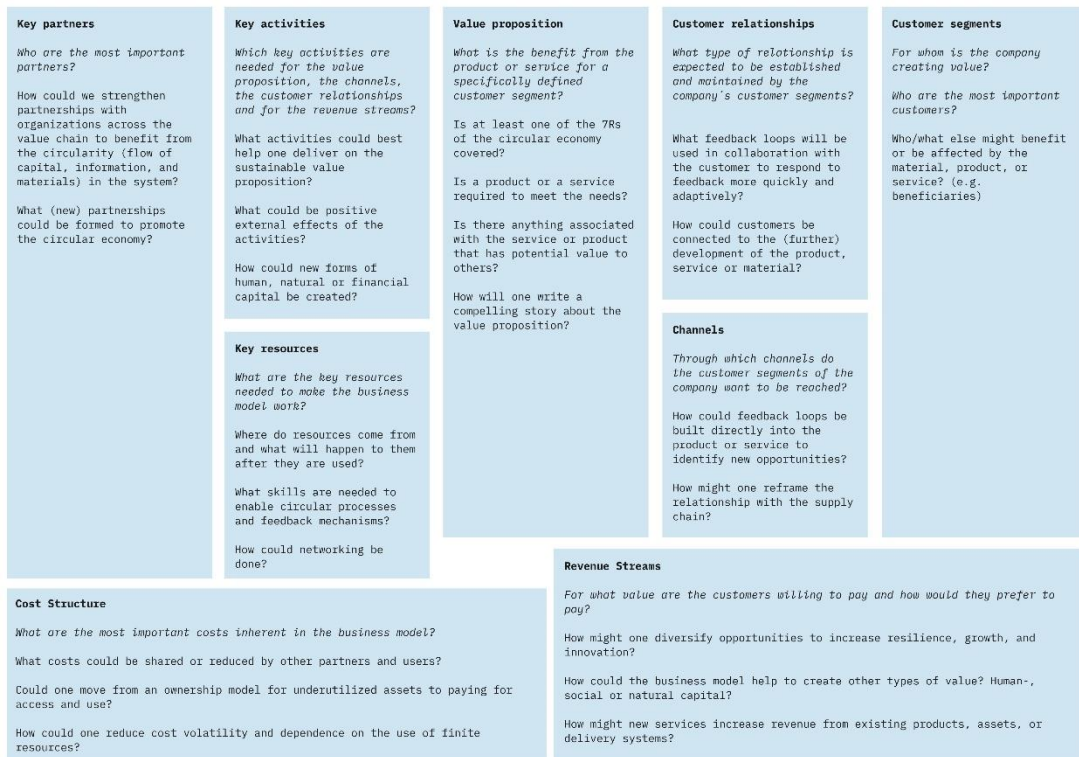 Key partners
Who are the most important
partners?
How could we strengthen
partnerships with
organizations across the
value chain to benefit from
the circularity (flow of
capital, information, and
materials) in the system?
What (new) partnerships
could be formed to promote
the circular economy?
Key activities
Which key activities are
needed for the value
proposition, the channels,
the customer relationships
and for the revenue streams?
What activities could best
help one deliver on the
sustainable value
proposition?
What could be positive
external effects of the
activities?
How could new forms of
human, natural or financial
capital be created?
Key resources
What are the key resources
needed to make the business
model work?
Where do resources come from
and what will happen to them
after they are used?
What skills are needed to
enable circular processes
and feedback mechanisms?
How could networking be
done?
Value proposition
What is the benefit from the
product or service for a
specifically defined
customer segment?
Is at least one of the 7Rs
of the circular economy
covered?
Is a product or a service
required to meet the needs?
Is there anything associated
with the service or product
that has potential value to
others?
How will one write a
compelling story about the
value proposition?
Customer relationships
What type of relationship is
expected to be established
and maintained by the
company´s customer segments?
What feedback loops will be
used in collaboration with
the customer to respond to
feedback more quickly and
adaptively?
How could customers be
connected to the (further)
development of the product,
service or material?
Channels
Through which channels do
the customer segments of the
company want to be reached?
How could feedback loops be
built directly into the
product or service to
identify new opportunities?
How might one reframe the
relationship with the supply
chain?
Customer segments
For whom is the company
creating value?
Who are the most important
customers?
Who/what else might benefit
or be affected by the
material, product, or
service? (e.g.
beneficiaries)
Cost Structure
What are the most important costs inherent in the business model?
What costs could be shared or reduced by other partners and users?
Could one move from an ownership model for underutilized assets to paying for
access and use?
How could one reduce cost volatility and dependence on the use of finite
resources?
Revenue Streams
For what value are the customers willing to pay and how would they prefer to
pay?
How might one diversify opportunities to increase resilience, growth, and
innovation?
How could the business model help to create other types of value? Human-,
social or natural capital?
How might new services increase revenue from existing products, assets, or
delivery systems?